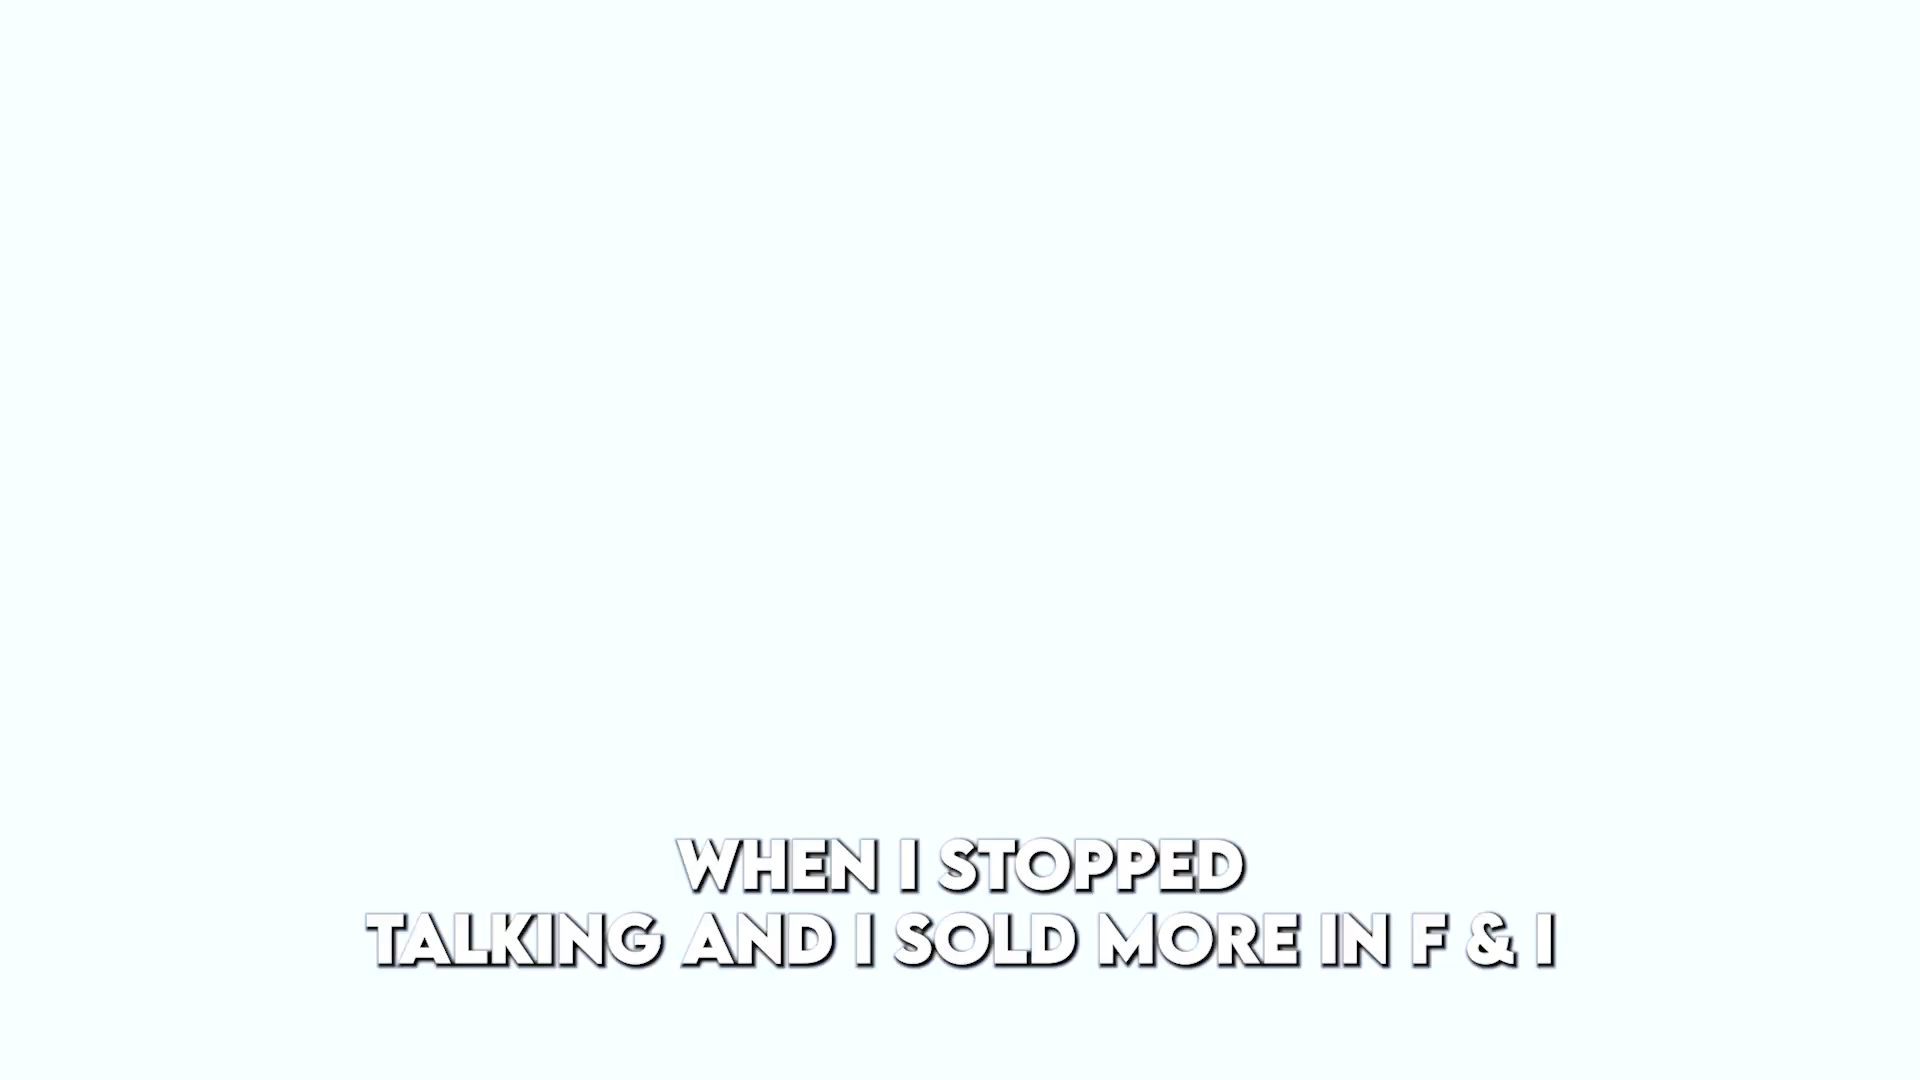 WHEN I STOPPED
TALKING AND I SOLD MORE IN F & I